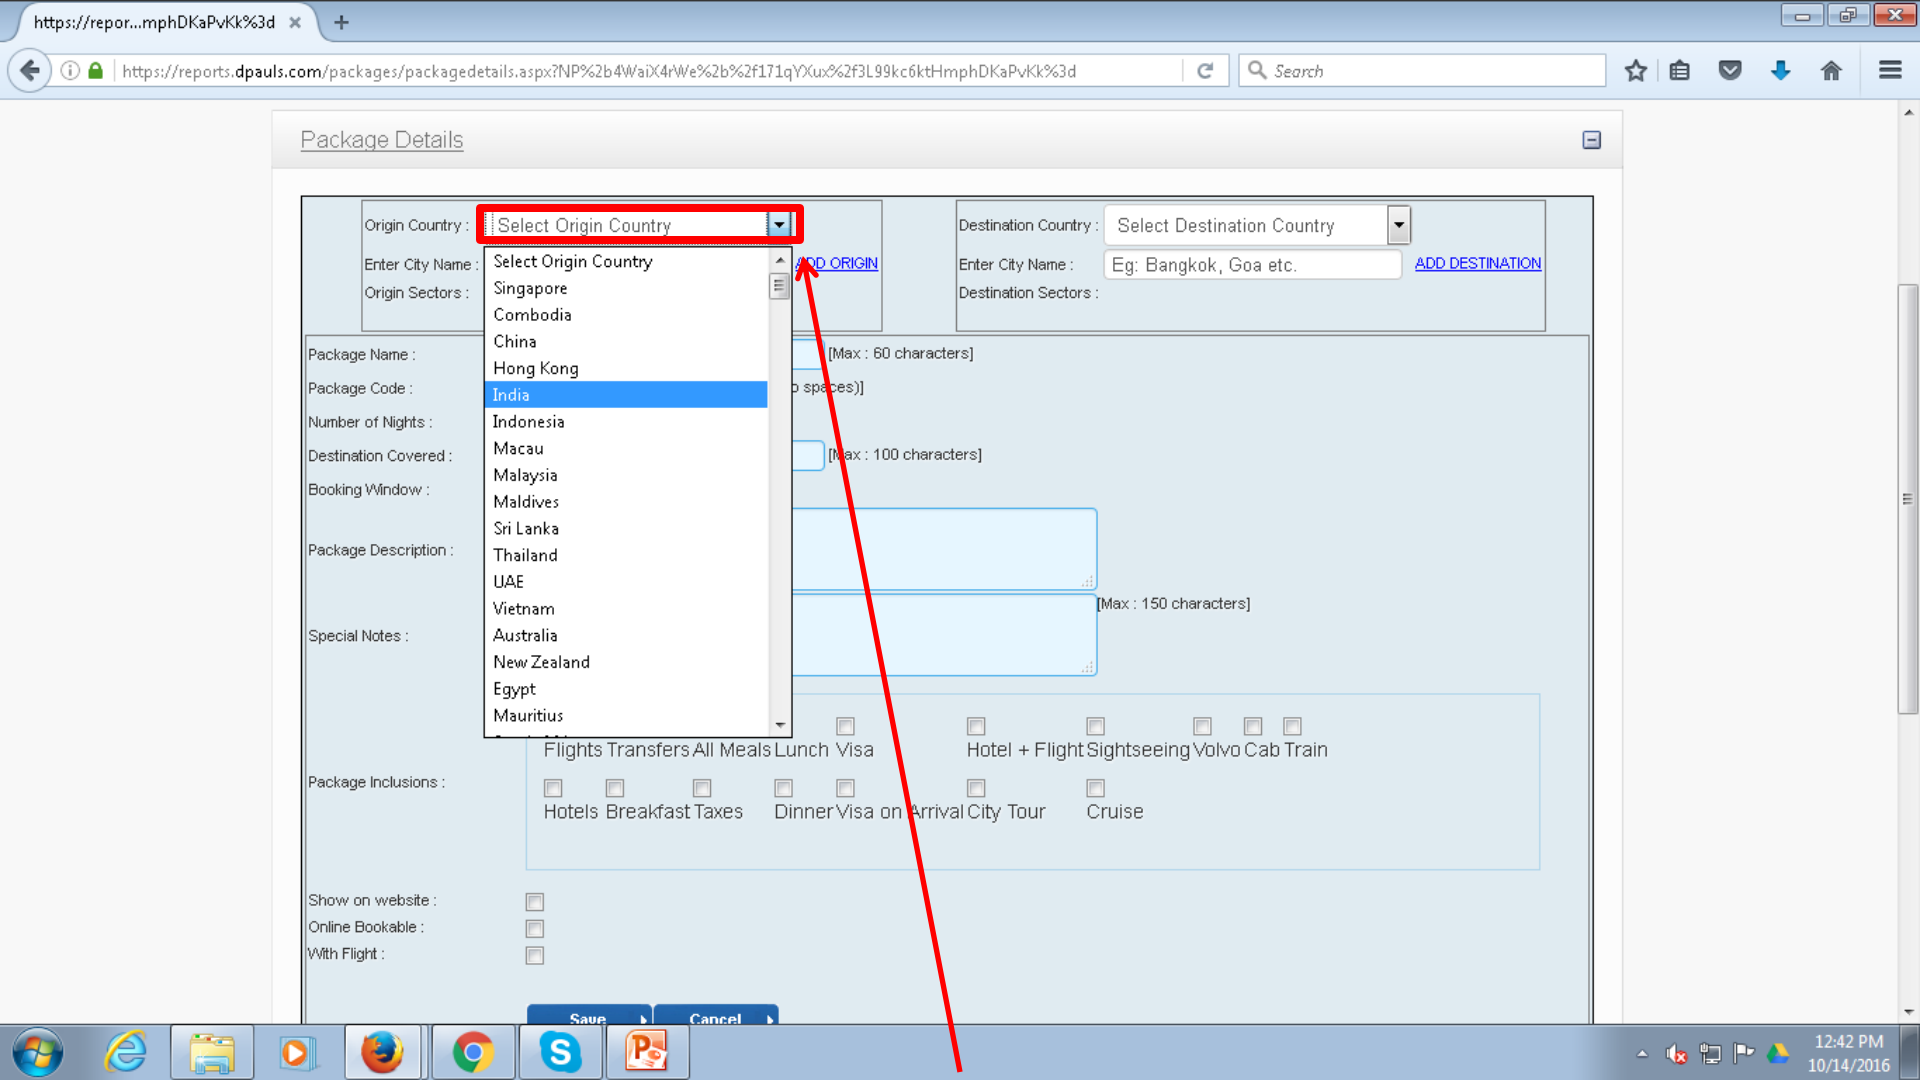 https://repor...mphDKaPvKk%3d
https://reports.dpauls.com/packages/packagedetails.aspx?NP%2b4WaiX4rWe%2b%2f171qYXux%2f3L99kc6ktHmphDKaPvKk%3d
Search
Package Details
Origin Country : Select Origin Country
Destination Country : Select Destination Country
Enter City Name : ADD ORIGIN
Enter City Name : Eg: Bangkok, Goa etc. ADD DESTINATION
Origin Sectors :
Destination Sectors :
Select Origin Country
Singapore
Combodia
China
Hong Kong
India
Indonesia
Macau
Malaysia
Maldives
Sri Lanka
Thailand
UAE
Vietnam
Australia
New Zealand
Egypt
Mauritius
Package Name : [Max : 60 characters]
Package Code : spaces)]
Number of Nights :
Destination Covered : [Max : 100 characters]
Booking Window :
Package Description :
[Max : 150 characters]
Special Notes :
Flights Transfers All Meals Lunch Visa Hotel + Flight Sightseeing Volvo Cab Train
Package Inclusions :
Hotels Breakfast Taxes Dinner Visa on Arrival City Tour Cruise
Show on website :
Online Bookable :
With Flight :
Save Cancel
12:42 PM
10/14/2016